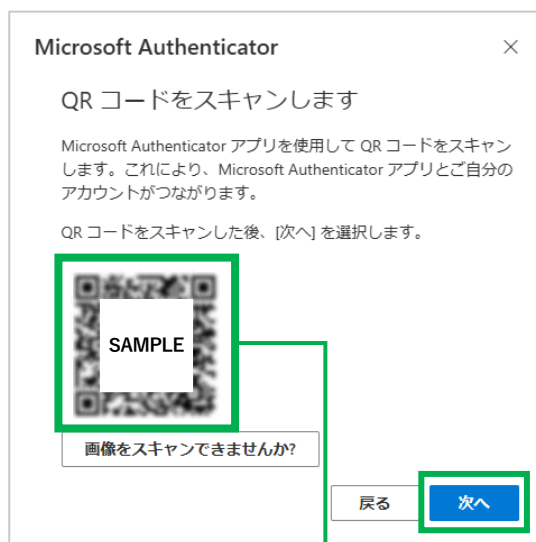 Microsoft Authenticator
QR コードをスキャンします
Microsoft Authenticator アプリを使用して QR コードをスキャン
します。これにより、Microsoft Authenticator アプリとご自分の
アカウントがつながります。
QR コードをスキャンした後、[次へ] を選択します。
SAMPLE
画像をスキャンできませんか?
戻る
次へ